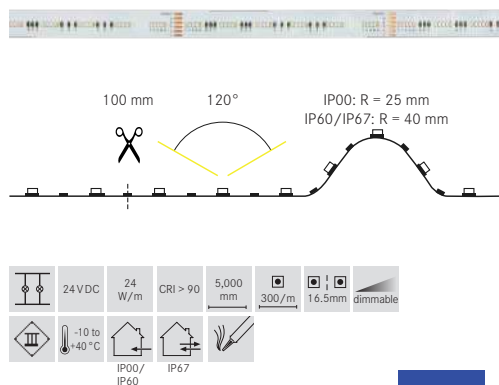 100 mm
120°
IP00: R = 25 mm
IP60/IP67: R = 40 mm
24 V DC
24
W/m
CRI > 90
5,000
mm
300/m
16.5mm
dimmable
III
-10 to
+40 °C
IP00/
IP60
IP67